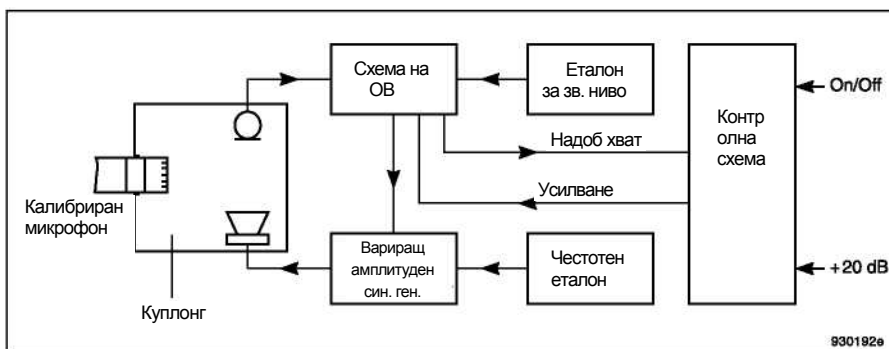 Схема на
ОВ
Еталон
за зв. ниво
Контр
олна
схема
On/Off
Надоб хват
Усилване
Калибриран
микрофон
Вариращ
амплитуден
син. ген.
Честотен
еталон
+20 dB
Куплонг
930192e